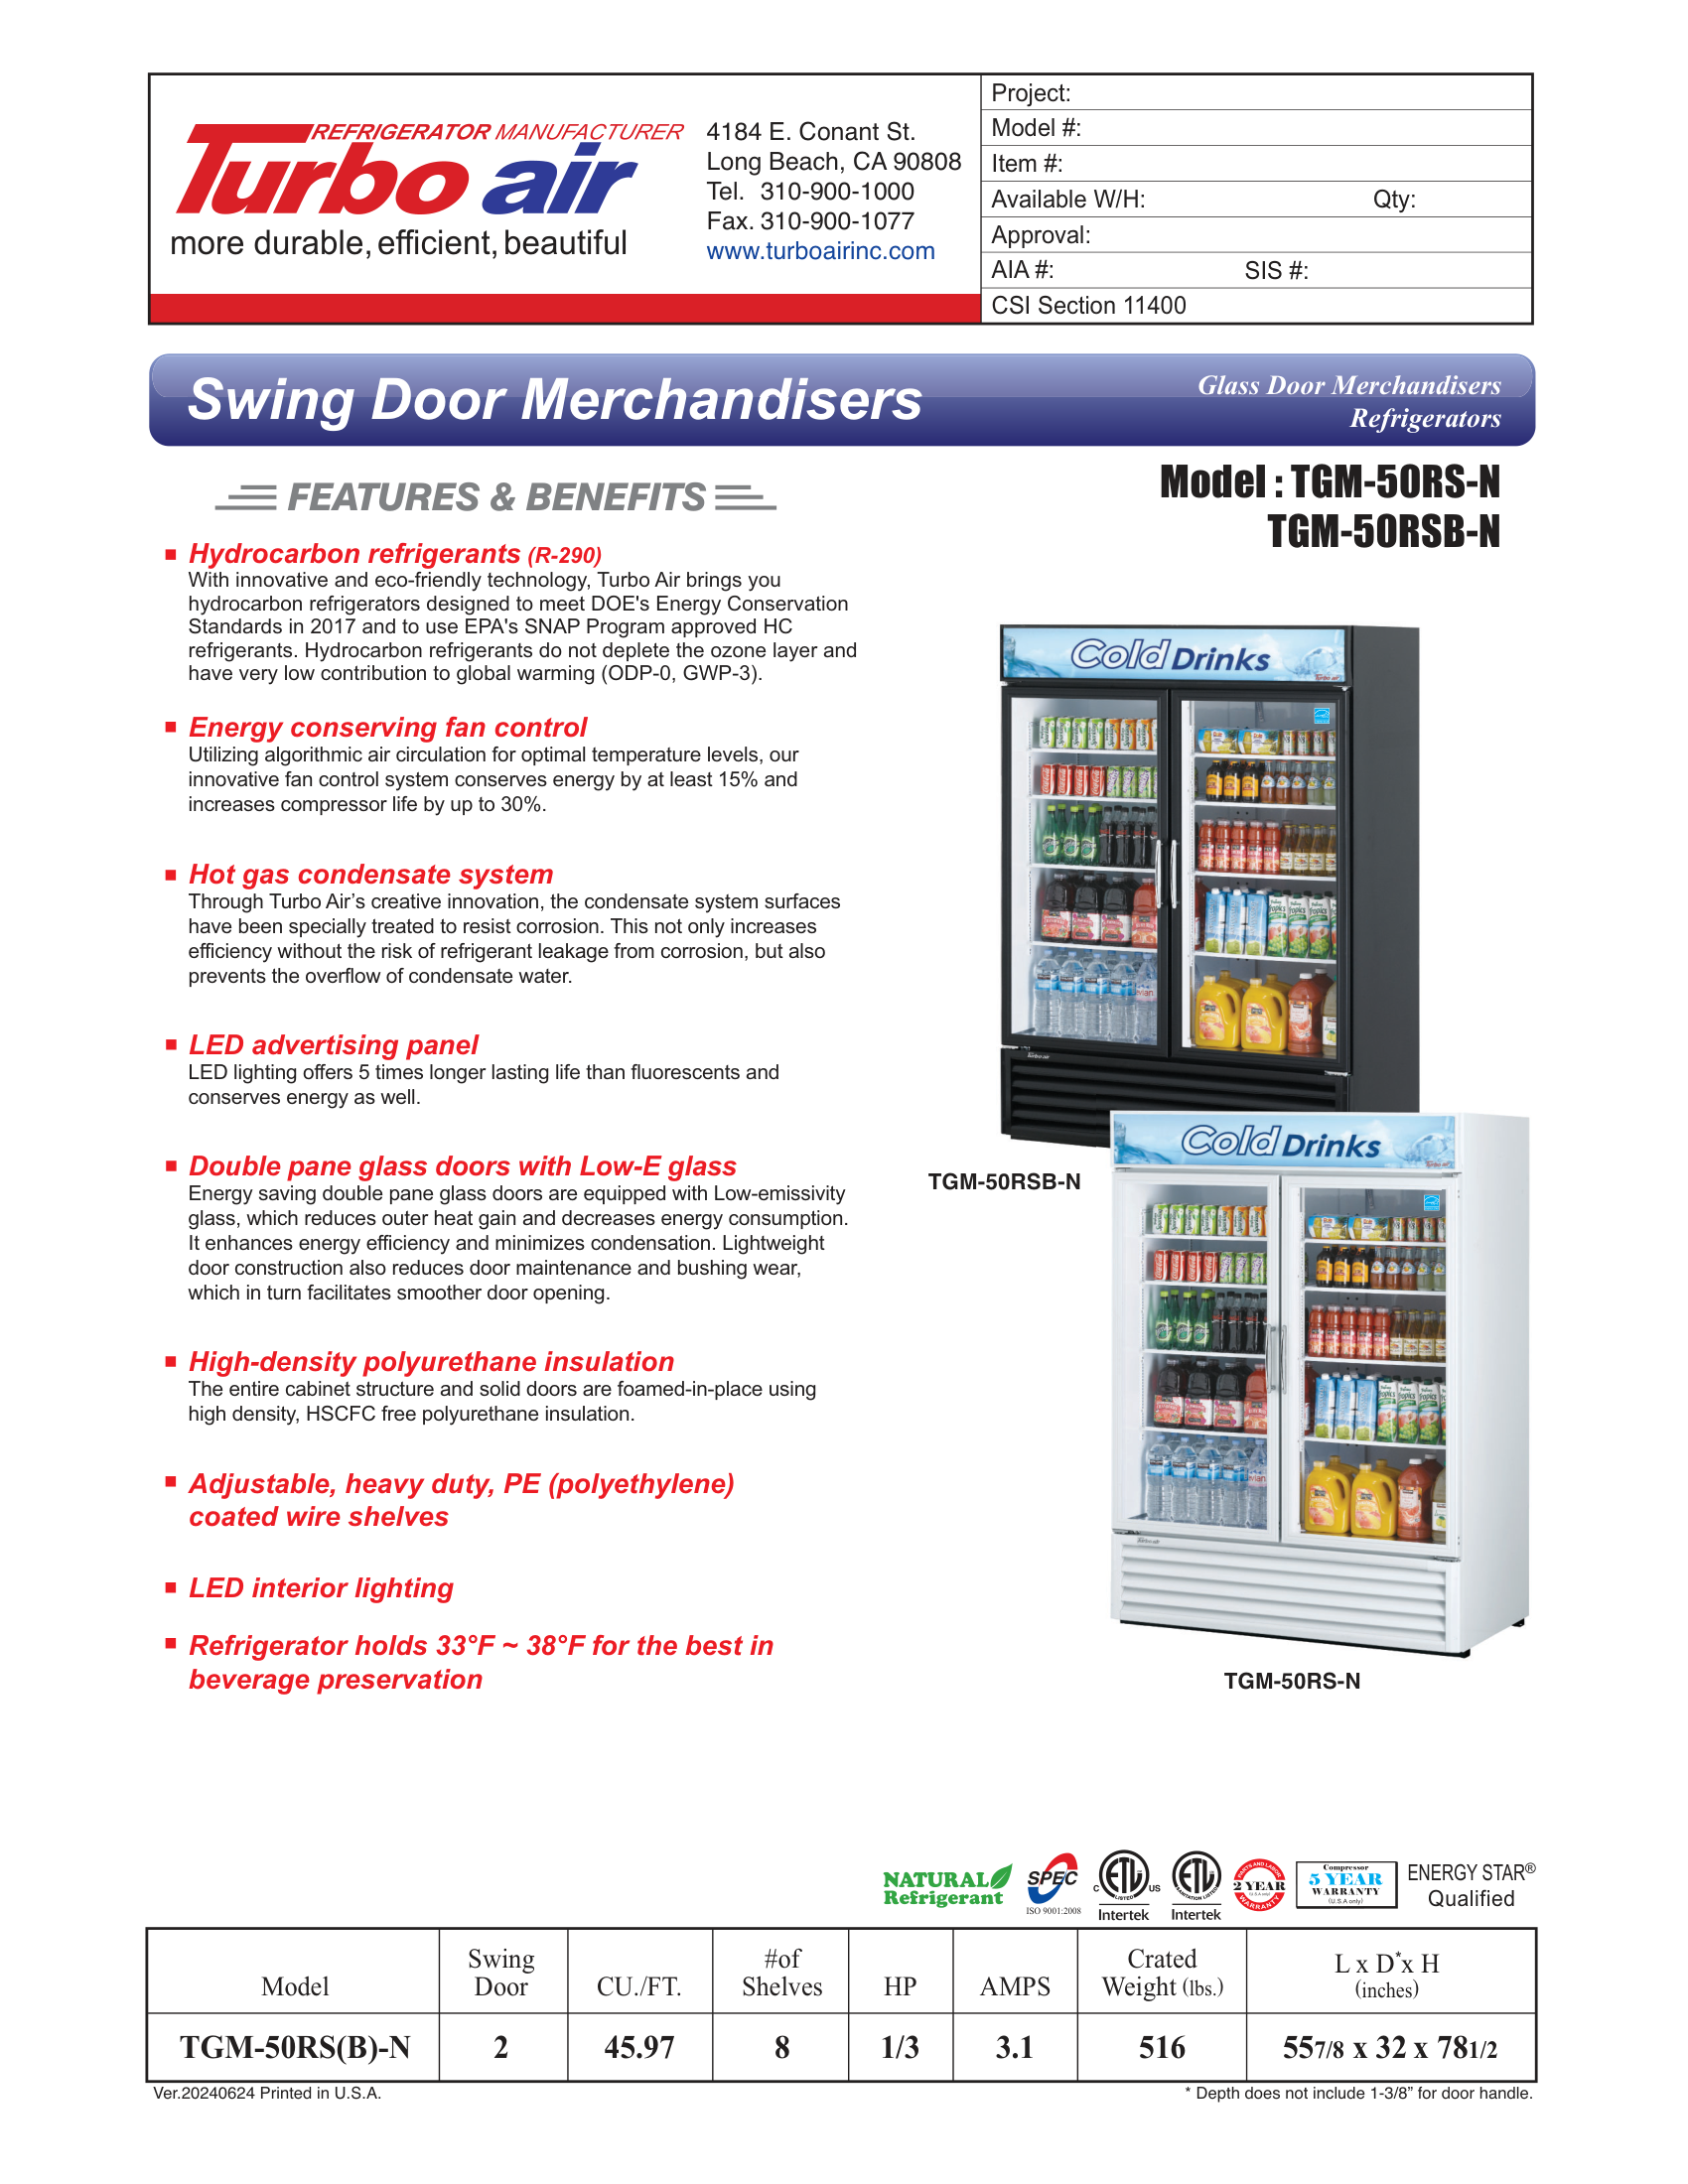 REFRIGERATOR MANUFACTURER
Turbo air
more durable, efficient, beautiful
4184 E. Conant St.
Long Beach, CA 90808
Tel. 310-900-1000
Fax. 310-900-1077
www.turboairinc.com
Project:
Model #:
Item #:
Available W/H: Qty:
Approval:
AIA #: SIS #:
CSI Section 11400
Swing Door Merchandisers
Glass Door Merchandisers
Refrigerators
FEATURES & BENEFITS
Model : TGM-50RS-N
TGM-50RSB-N
Hydrocarbon refrigerants (R-290)
With innovative and eco-friendly technology, Turbo Air brings you
hydrocarbon refrigerators designed to meet DOE's Energy Conservation
Standards in 2017 and to use EPA's SNAP Program approved HC
refrigerants. Hydrocarbon refrigerants do not deplete the ozone layer and
have very low contribution to global warming (ODP-0, GWP-3).
Energy conserving fan control
Utilizing algorithmic air circulation for optimal temperature levels, our
innovative fan control system conserves energy by at least 15% and
increases compressor life by up to 30%.
Hot gas condensate system
Through Turbo Air’s creative innovation, the condensate system surfaces
have been specially treated to resist corrosion. This not only increases
efficiency without the risk of refrigerant leakage from corrosion, but also
prevents the overflow of condensate water.
LED advertising panel
LED lighting offers 5 times longer lasting life than fluorescents and
conserves energy as well.
Double pane glass doors with Low-E glass
Energy saving double pane glass doors are equipped with Low-emissivity
glass, which reduces outer heat gain and decreases energy consumption.
It enhances energy efficiency and minimizes condensation. Lightweight
door construction also reduces door maintenance and bushing wear,
which in turn facilitates smoother door opening.
High-density polyurethane insulation
The entire cabinet structure and solid doors are foamed-in-place using
high density, HSCFC free polyurethane insulation.
Adjustable, heavy duty, PE (polyethylene)
coated wire shelves
LED interior lighting
Refrigerator holds 33°F ~ 38°F for the best in
beverage preservation
Cold Drinks
Turbo air
TGM-50RSB-N
Cold Drinks
Turbo air
TGM-50RS-N
NATURAL
Refrigerant
SPEC
ISO 9001:2008
C ETL US
LISTED
Intertek
ETL
SANITATION LISTED
Intertek
PARTS AND LABOR
2 YEAR
(U.S.A only)
WARRANTY
Compressor
5 YEAR
WARRANTY
(U.S.A only)
ENERGY STAR®
Qualified
Model Swing Door CU./FT. #of Shelves HP AMPS Crated Weight (lbs.) L x D* x H (inches)
TGM-50RS(B)-N 2 45.97 8 1/3 3.1 516 557/8 x 32 x 781/2
Ver.20240624 Printed in U.S.A.
* Depth does not include 1-3/8” for door handle.